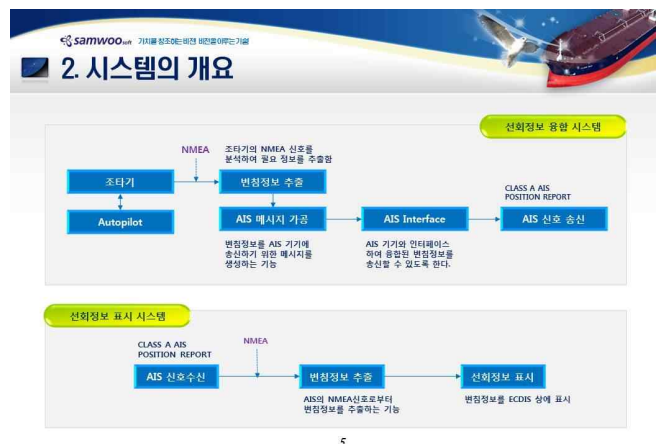 samwoo soft 가치를 창조하는 비젼 비전을 이루는 기술!
2. 시스템의 개요
선회정보 융합 시스템
NMEA
조타기의 NMEA 신호를
분석하여 필요 정보를 추출함
조타기
변침정보 추출
CLASS A AIS
POSITION REPORT
Autopilot
AIS 메시지 가공
AIS Interface
AIS 신호 송신
변침정보를 AIS 기기에
송신하기 위한 메시지를
생성하는 기능
AIS 기기와 인터페이스
하여 융합된 변침정보를
송신할 수 있도록 한다.
선회정보 표시 시스템
CLASS A AIS
POSITION REPORT
NMEA
AIS 신호수신
변침정보 추출
선회정보 표시
AIS의 NMEA신호로부터
변침정보를 추출하는 기능
변침정보를 ECDIS 상에 표시
5